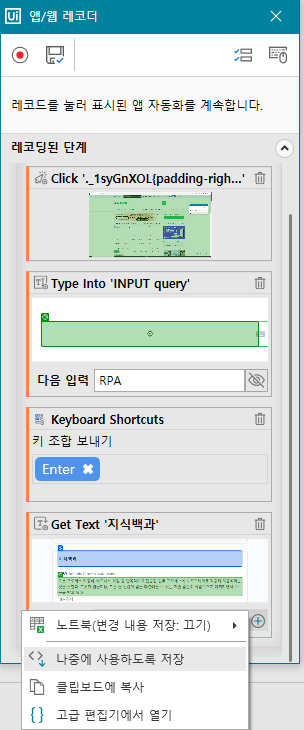 Ui 앱/웹 레코더
레코드를 눌러 표시된 앱 자동화를 계속합니다.
레코딩된 단계
Click '._1syGnXOL{padding-righ...'
Type Into 'INPUT query'
다음 입력 RPA
Keyboard Shortcuts
키 조합 보내기
Enter
Get Text '지식백과'
지식백과
노트북(변경 내용 저장: 끄기)
나중에 사용하도록 저장
클립보드에 복사
고급 편집기에서 열기